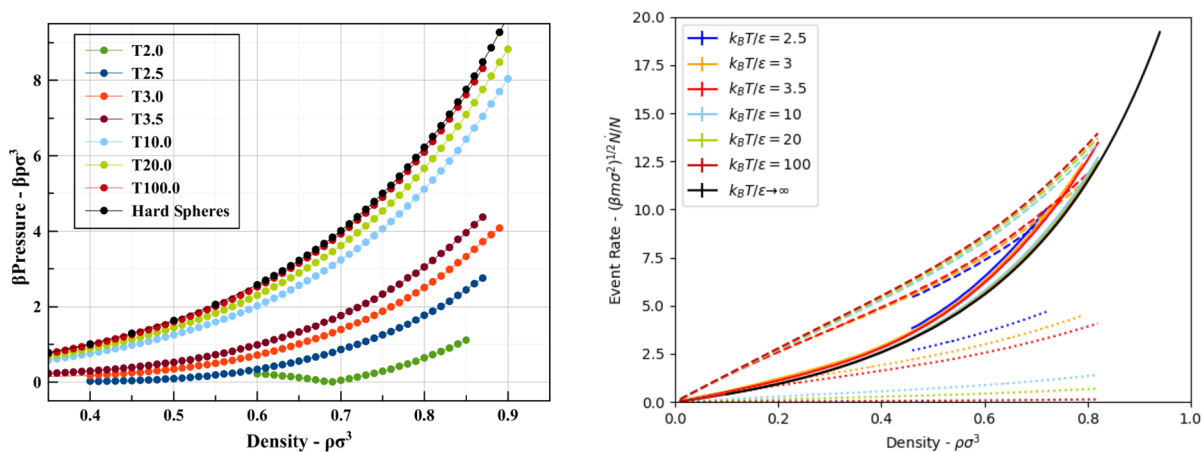 T2.0
T2.5
T3.0
T3.5
T10.0
T20.0
T100.0
Hard Spheres
8
6
4
2
0
0.4 0.5 0.6 0.7 0.8 0.9
βPressure - βpσ³
Density - ρσ³
k_BT/ε = 2.5
k_BT/ε = 3
k_BT/ε = 3.5
k_BT/ε = 10
k_BT/ε = 20
k_BT/ε = 100
k_BT/ε→∞
20.0
17.5
15.0
12.5
10.0
7.5
5.0
2.5
0.0
0.0 0.2 0.4 0.6 0.8 1.0
Event Rate - (βmσ²)^{1/2}Ṅ/N
Density - ρσ³